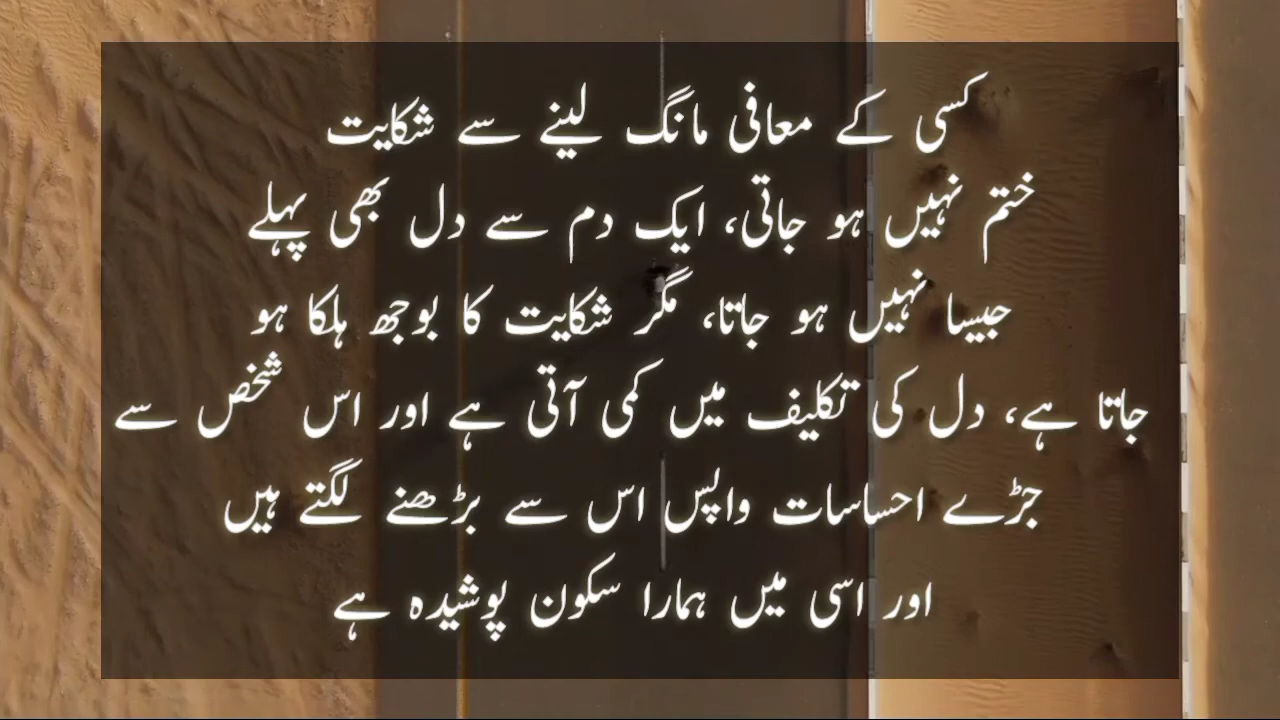 کسی کے معافی مانگ لینے سے شکایت
ختم نہیں ہو جاتی، ایک دم سے دل بھی پہلے
جیسا نہیں ہو جاتا، مگر شکایت کا بوجھ ہلکا ہو
جاتا ہے، دل کی تکلیف میں کمی آتی ہے اور اس شخص سے
جڑے احساسات واپس اس سے بڑھنے لگتے ہیں
اور اسی میں ہمارا سکون پوشیدہ ہے